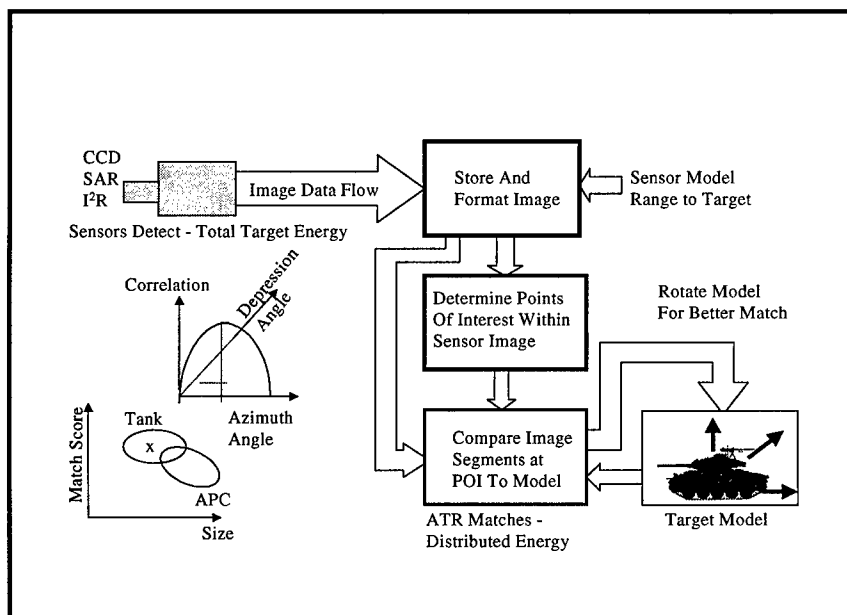 CCD
SAR
I²R
Image Data Flow
Sensors Detect - Total Target Energy
Store And
Format Image
Sensor Model
Range to Target
Correlation
Depression
Angle
Azimuth
Angle
Determine Points
Of Interest Within
Sensor Image
Rotate Model
For Better Match
Match Score
Tank
x
APC
Size
Compare Image
Segments at
POI To Model
ATR Matches -
Distributed Energy
Target Model